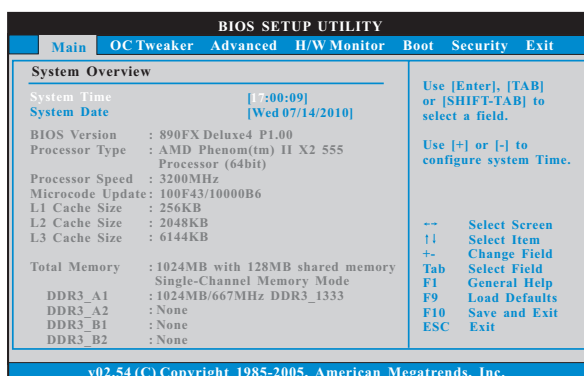 BIOS SETUP UTILITY
Main OC Tweaker Advanced H/W Monitor Boot Security Exit
System Overview
System Time [17:00:09]
System Date [Wed 07/14/2010]
BIOS Version : 890FX Deluxe4 P1.00
Processor Type : AMD Phenom(tm) II X2 555
Processor (64bit)
Processor Speed : 3200MHz
Microcode Update : 100F43/10000B6
L1 Cache Size : 256KB
L2 Cache Size : 2048KB
L3 Cache Size : 6144KB
Total Memory : 1024MB with 128MB shared memory
Single-Channel Memory Mode
DDR3_A1 : 1024MB/667MHz DDR3_1333
DDR3_A2 : None
DDR3_B1 : None
DDR3_B2 : None
Use [Enter], [TAB]
or [SHIFT-TAB] to
select a field.
Use [+] or [-] to
configure system Time.
←→ Select Screen
↑↓ Select Item
+- Change Field
Tab Select Field
F1 General Help
F9 Load Defaults
F10 Save and Exit
ESC Exit
v02.54 (C) Copyright 1985-2005, American Megatrends, Inc.